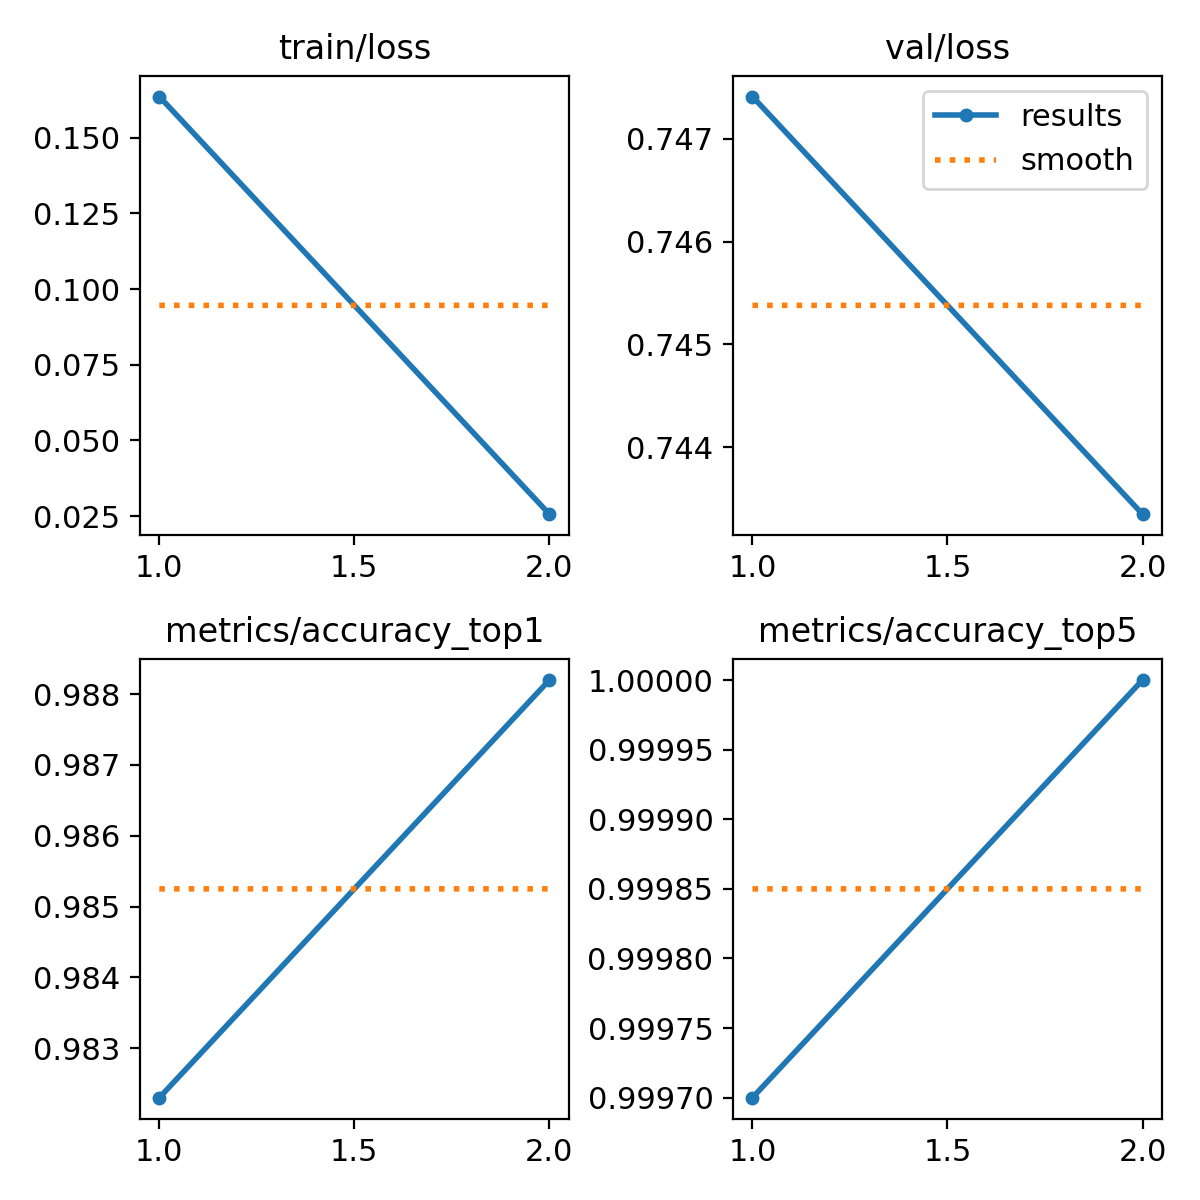 train/loss
0.150
0.125
0.100
0.075
0.050
0.025
1.0 1.5 2.0
val/loss
results
smooth
0.747
0.746
0.745
0.744
1.0 1.5 2.0
metrics/accuracy_top1
0.988
0.987
0.986
0.985
0.984
0.983
1.0 1.5 2.0
metrics/accuracy_top5
1.00000
0.99995
0.99990
0.99985
0.99980
0.99975
0.99970
1.0 1.5 2.0